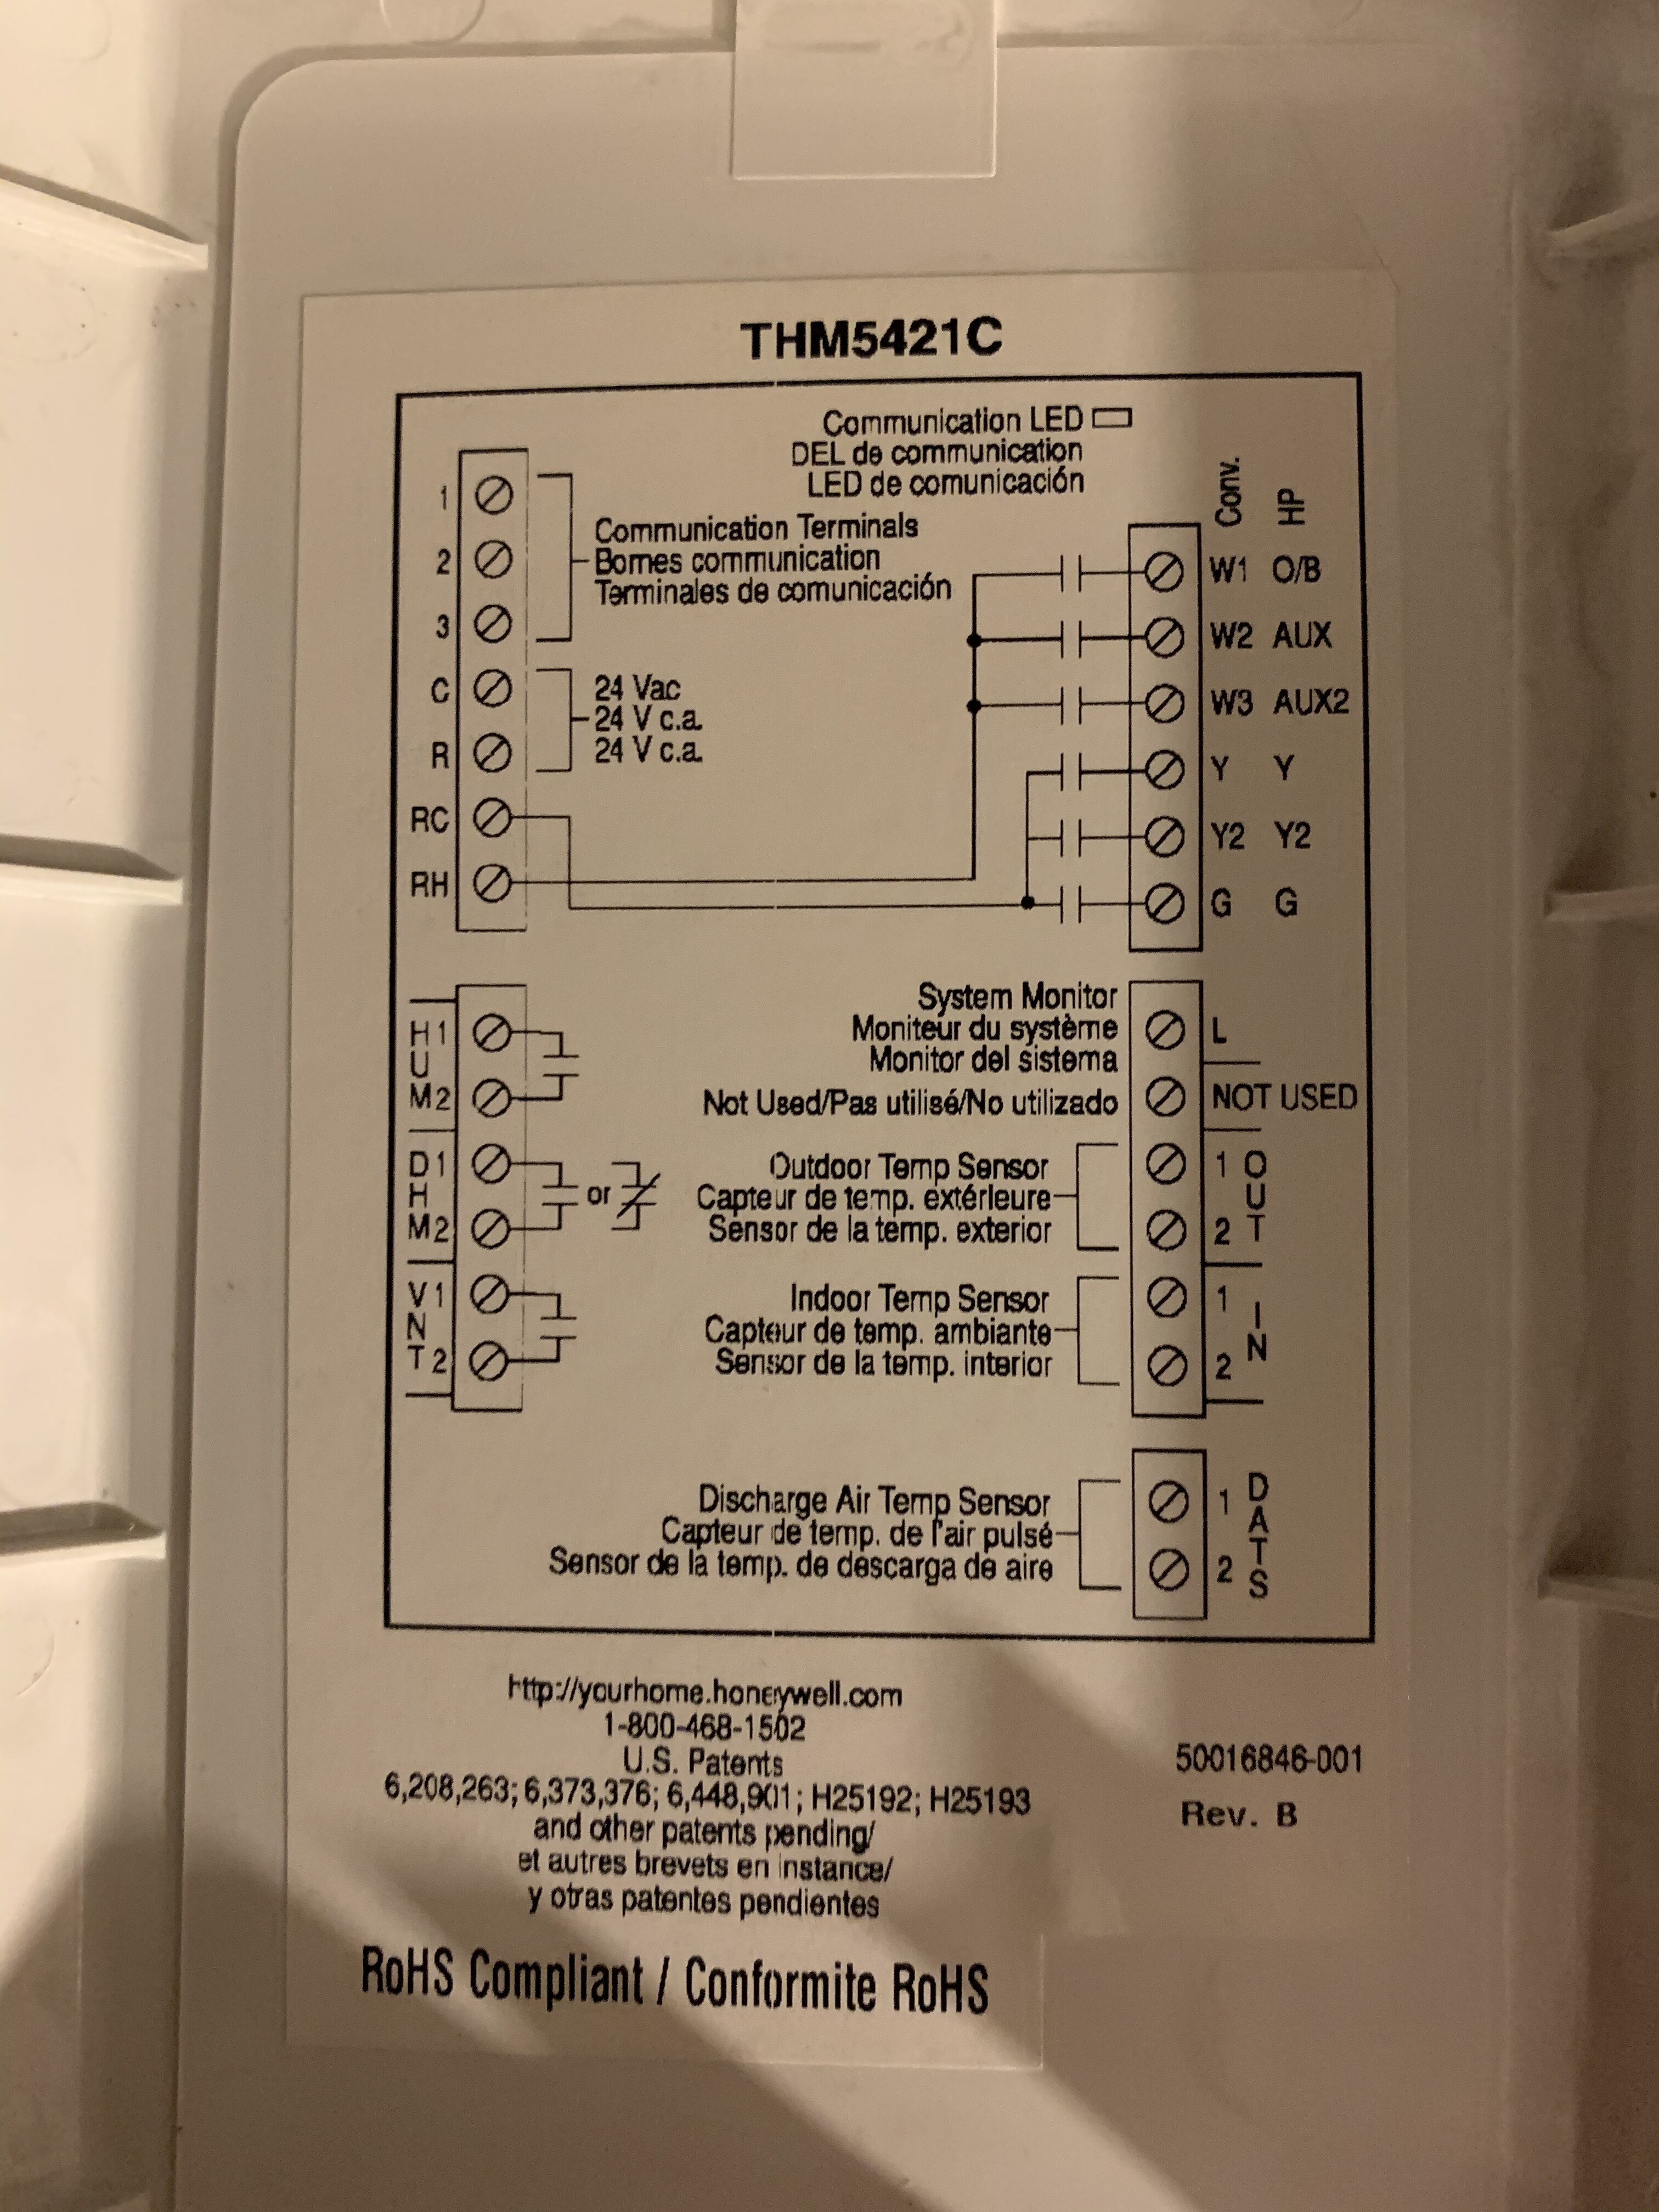 THM5421C
Communication LED
DEL de communication
LED de comunicación
Conv.
HP
1
2
3
Communication Terminals
Bornes communication
Terminales de comunicación
C
R
24 Vac
24 V c.a.
24 V c.a.
RC
RH
W1 O/B
W2 AUX
W3 AUX2
Y Y
Y2 Y2
G G
HUM
1
2
DHM
1
2
or
VNT
1
2
System Monitor
Moniteur du système
Monitor del sistema
L
Not Used/Pas utilisé/No utilizado
NOT USED
Outdoor Temp Sensor
Capteur de temp. extérieure
Sensor de la temp. exterior
1
2
OUT
Indoor Temp Sensor
Capteur de temp. ambiante
Sensor de la temp. interior
1
2
IN
Discharge Air Temp Sensor
Capteur de temp. de l'air pulsé
Sensor de la temp. de descarga de aire
1
2
DATS
http://yourhome.honeywell.com
1-800-468-1502
U.S. Patents
6,208,263; 6,373,376; 6,448,901; H25192; H25193
and other patents pending/
et autres brevets en instance/
y otras patentes pendientes
50016846-001
Rev. B
RoHS Compliant / Conformite RoHS